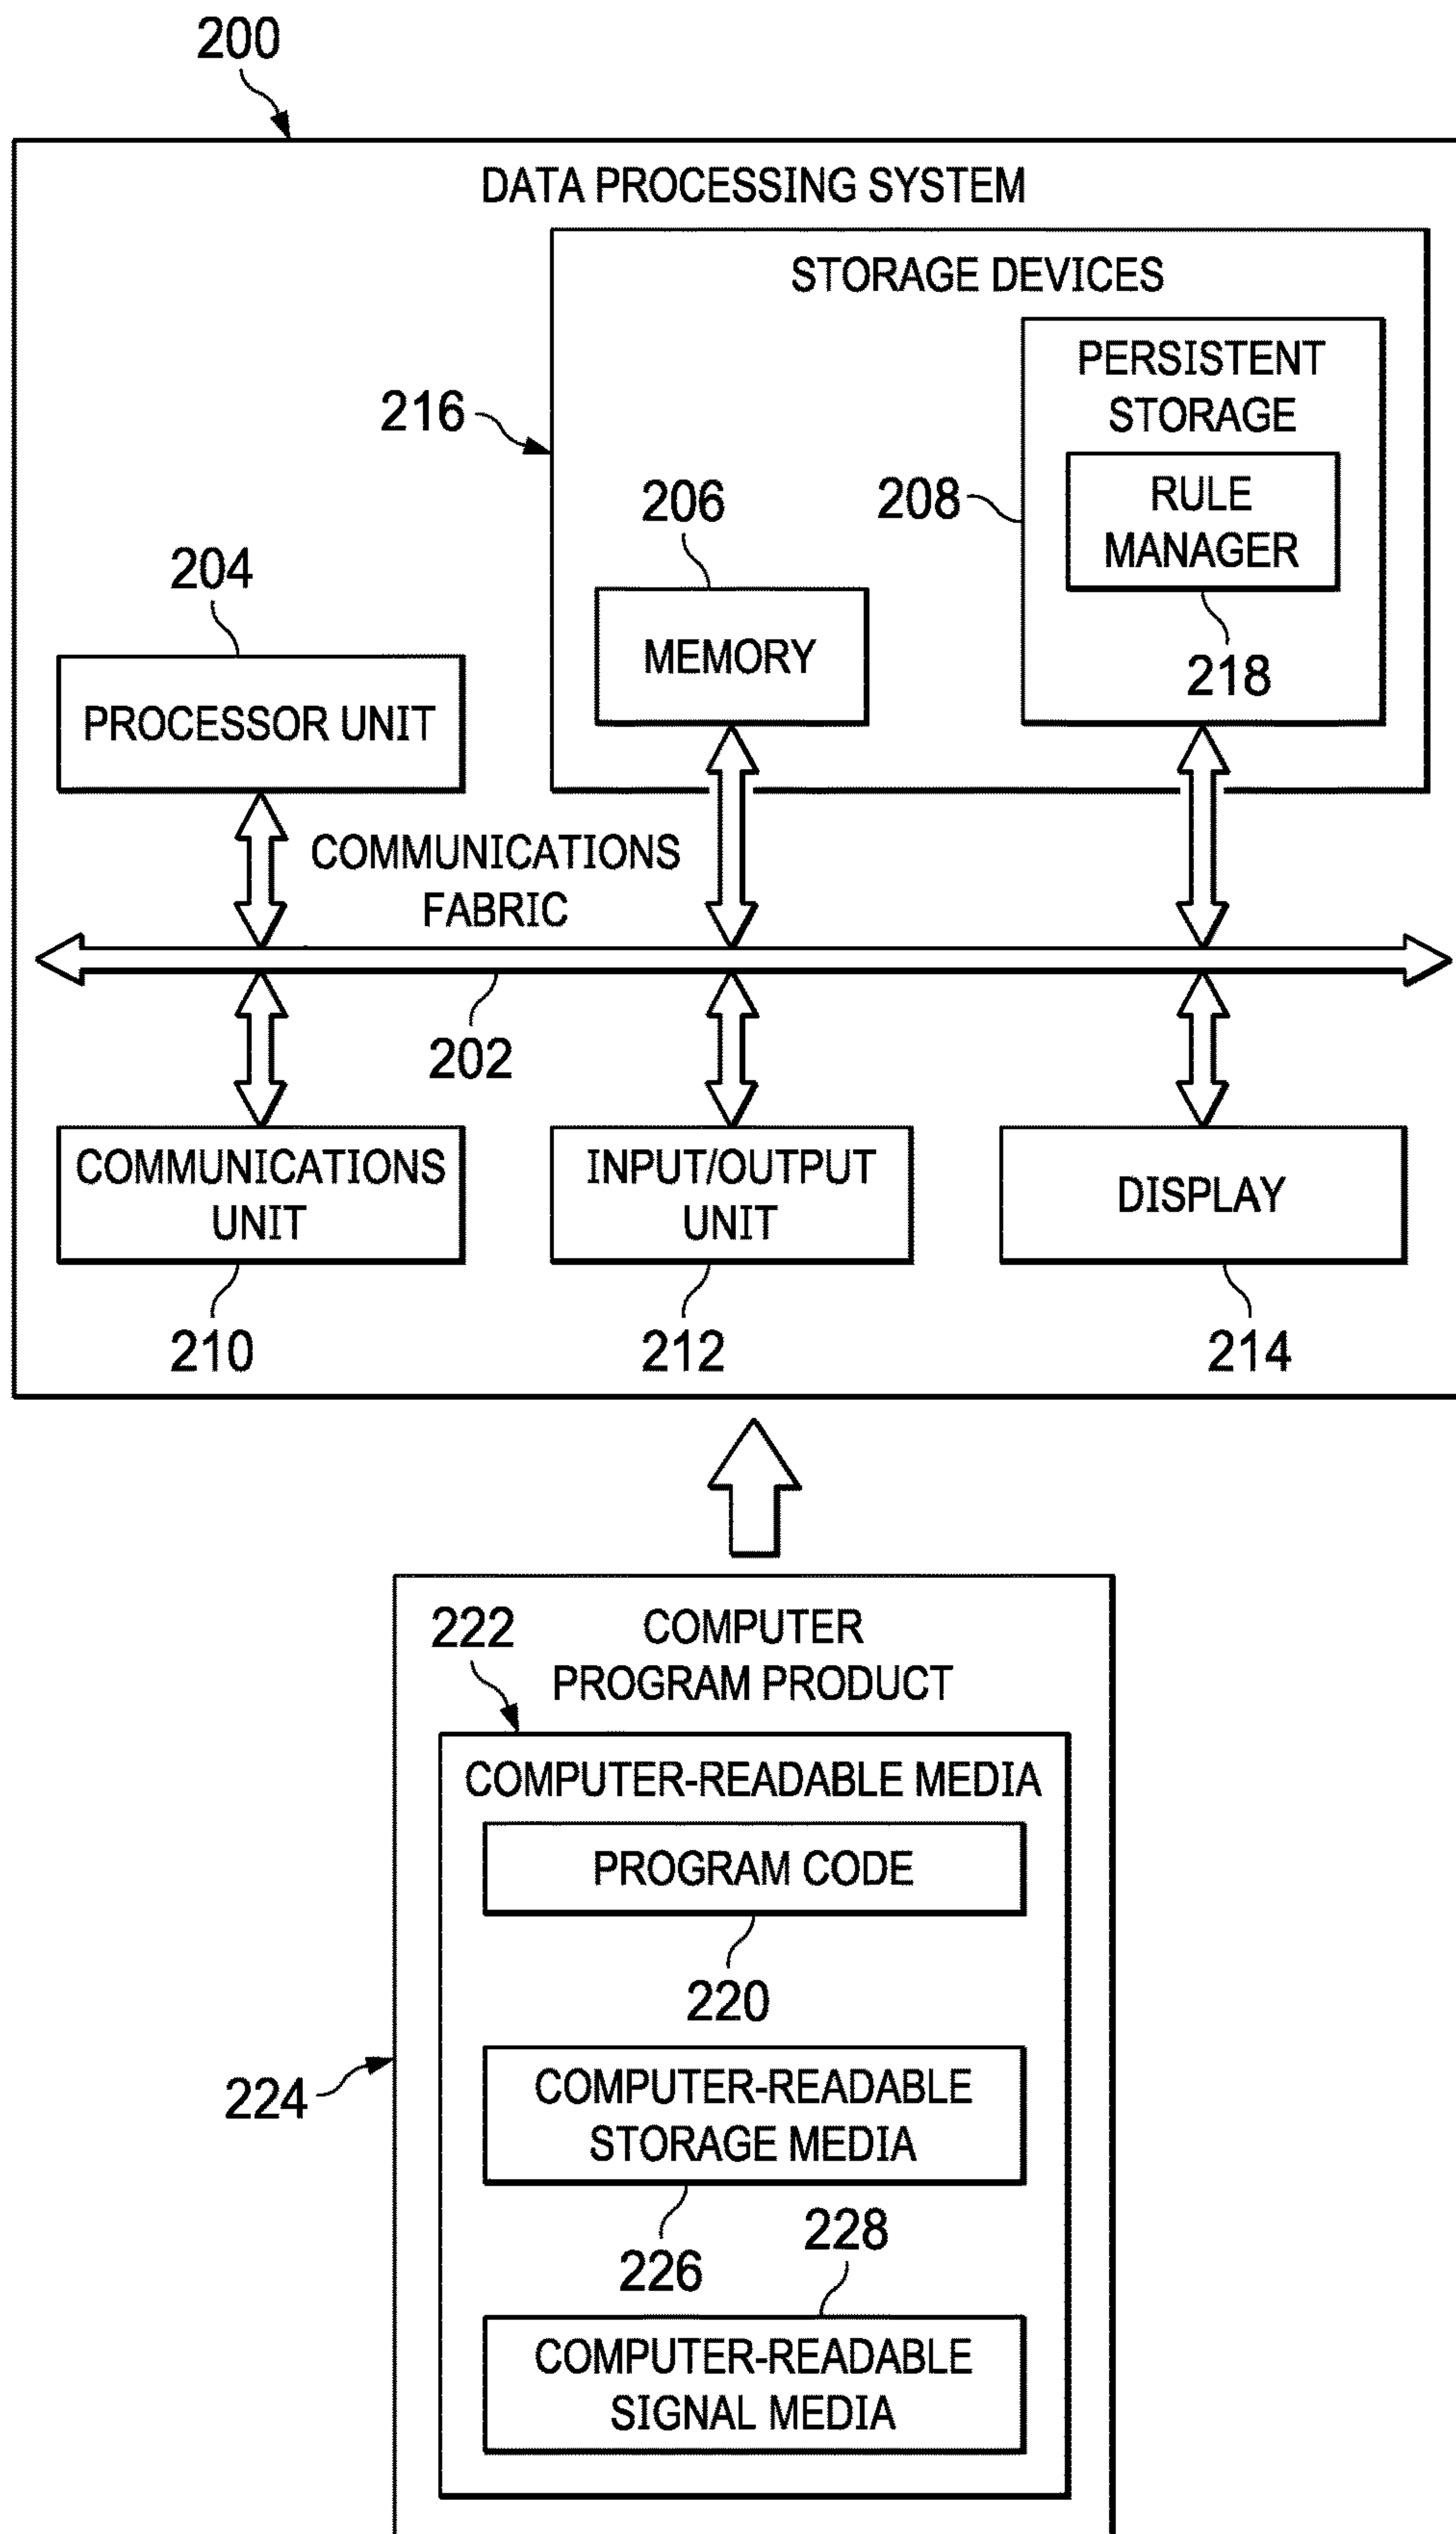 200
DATA PROCESSING SYSTEM
STORAGE DEVICES
PERSISTENT
STORAGE
216
208
RULE
MANAGER
206
218
204
MEMORY
PROCESSOR UNIT
COMMUNICATIONS
FABRIC
202
COMMUNICATIONS
UNIT
INPUT/OUTPUT
UNIT
DISPLAY
210
212
214
222
COMPUTER
PROGRAM PRODUCT
COMPUTER-READABLE MEDIA
PROGRAM CODE
220
224
COMPUTER-READABLE
STORAGE MEDIA
226
228
COMPUTER-READABLE
SIGNAL MEDIA